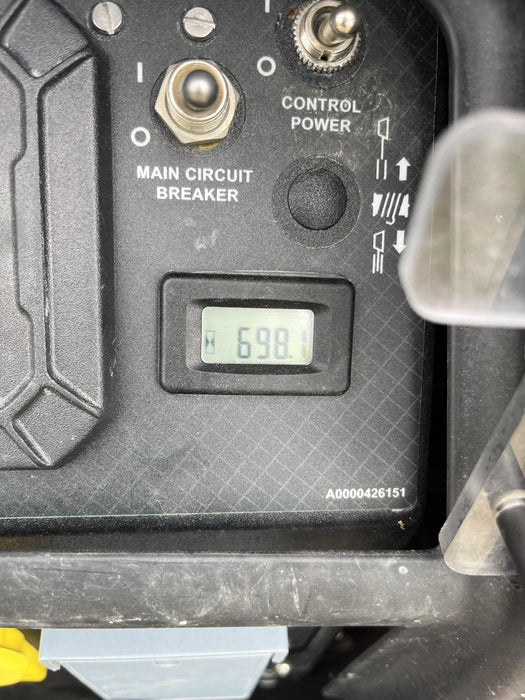 I
I
O
O
CONTROL
POWER
MAIN CIRCUIT
BREAKER
698.1
A0000426151